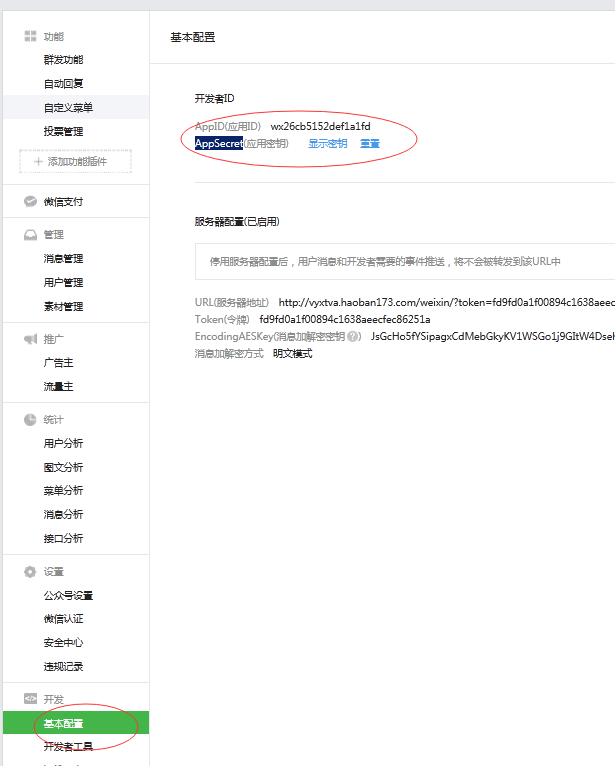 功能
群发功能
自动回复
自定义菜单
投票管理
添加功能插件
微信支付
管理
消息管理
用户管理
素材管理
推广
广告主
流量主
统计
用户分析
图文分析
菜单分析
消息分析
接口分析
设置
公众号设置
微信认证
安全中心
违规记录
开发
基本配置
开发者工具
基本配置
开发者ID
AppID(应用ID) wx26cb5152def1a1fd
AppSecret(应用密钥) 显示密钥 重置
服务器配置(已启用)
停用服务器配置后，用户消息和开发者需要的事件推送，将不会被转发到该URL中
URL(服务器地址) http://vyxtva.haoban173.com/weixin/?token=fd9fd0a1f00894c1638aeec
Token(令牌) fd9fd0a1f00894c1638aeecfec86251a
EncodingAESKey(消息加解密密钥 ?) JsGcHo5fYSipagxCdMebGkyKV1WSGo1j9GItW4Dse
消息加解密方式 明文模式